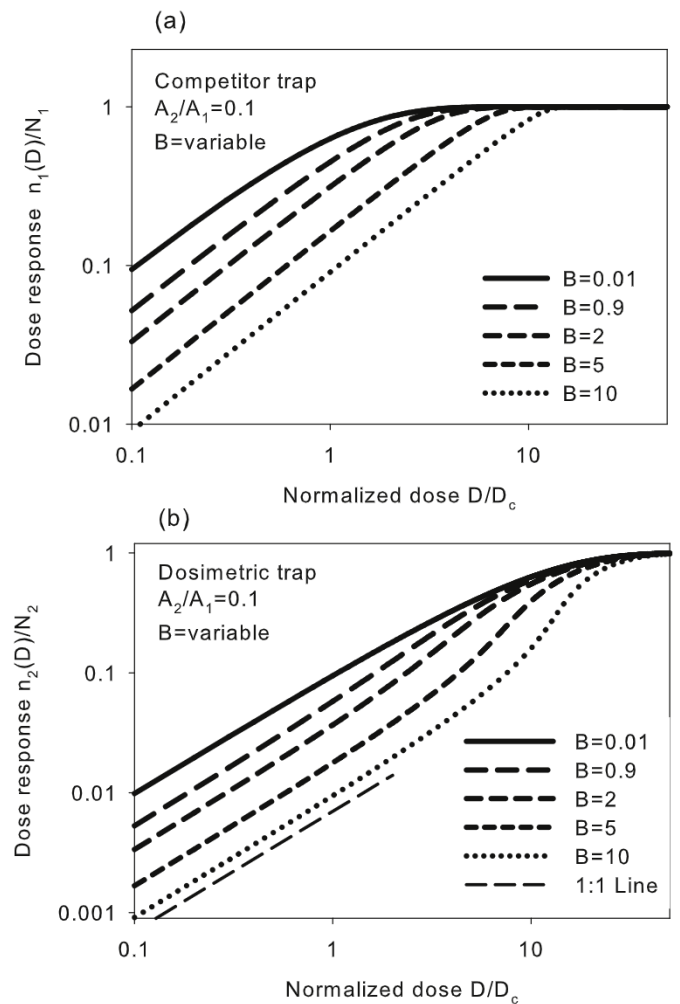 (a)
Competitor trap
A₂/A₁=0.1
B=variable
Dose response n₁(D)/N₁
1
0.1
0.01
B=0.01
B=0.9
B=2
B=5
B=10
0.1
1
10
Normalized dose D/D_c
(b)
Dosimetric trap
A₂/A₁=0.1
B=variable
Dose response n₂(D)/N₂
1
0.1
0.01
0.001
B=0.01
B=0.9
B=2
B=5
B=10
1:1 Line
0.1
1
10
Normalized dose D/D_c